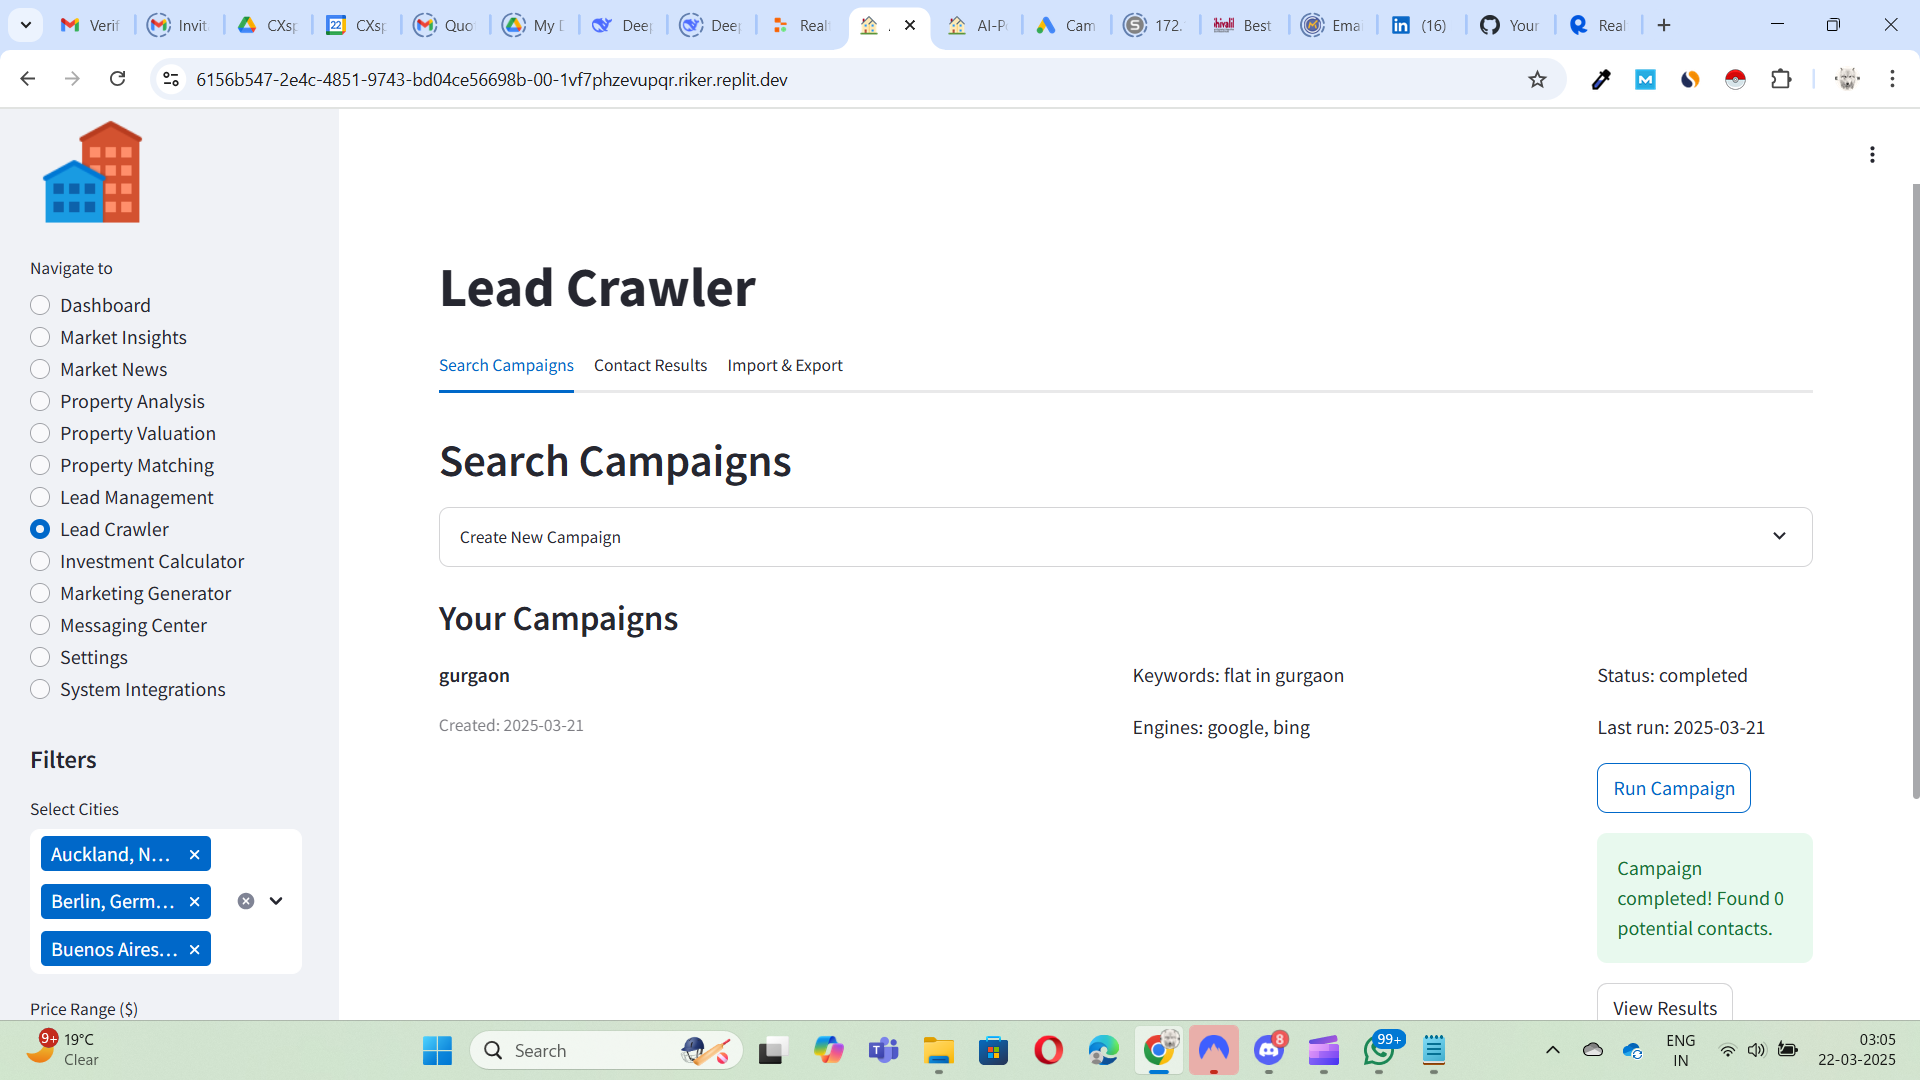 Verif
Invit
CXsp
22
CXsp
Quo
My D
Deep
Deep
Realt
AI-Po
Cam
172.
Best
Emai
(16)
Your
Real
6156b547-2e4c-4851-9743-bd04ce56698b-00-1vf7phzevupqr.riker.replit.dev
Navigate to
Dashboard
Market Insights
Market News
Property Analysis
Property Valuation
Property Matching
Lead Management
Lead Crawler
Investment Calculator
Marketing Generator
Messaging Center
Settings
System Integrations
Filters
Select Cities
Auckland, N...
Berlin, Germ...
Buenos Aires...
Price Range ($)
Lead Crawler
Search Campaigns
Contact Results
Import & Export
Search Campaigns
Create New Campaign
Your Campaigns
gurgaon
Created: 2025-03-21
Keywords: flat in gurgaon
Engines: google, bing
Status: completed
Last run: 2025-03-21
Run Campaign
Campaign
completed! Found 0
potential contacts.
View Results
9+
19°C
Clear
Search
8
99+
ENG
IN
03:05
22-03-2025